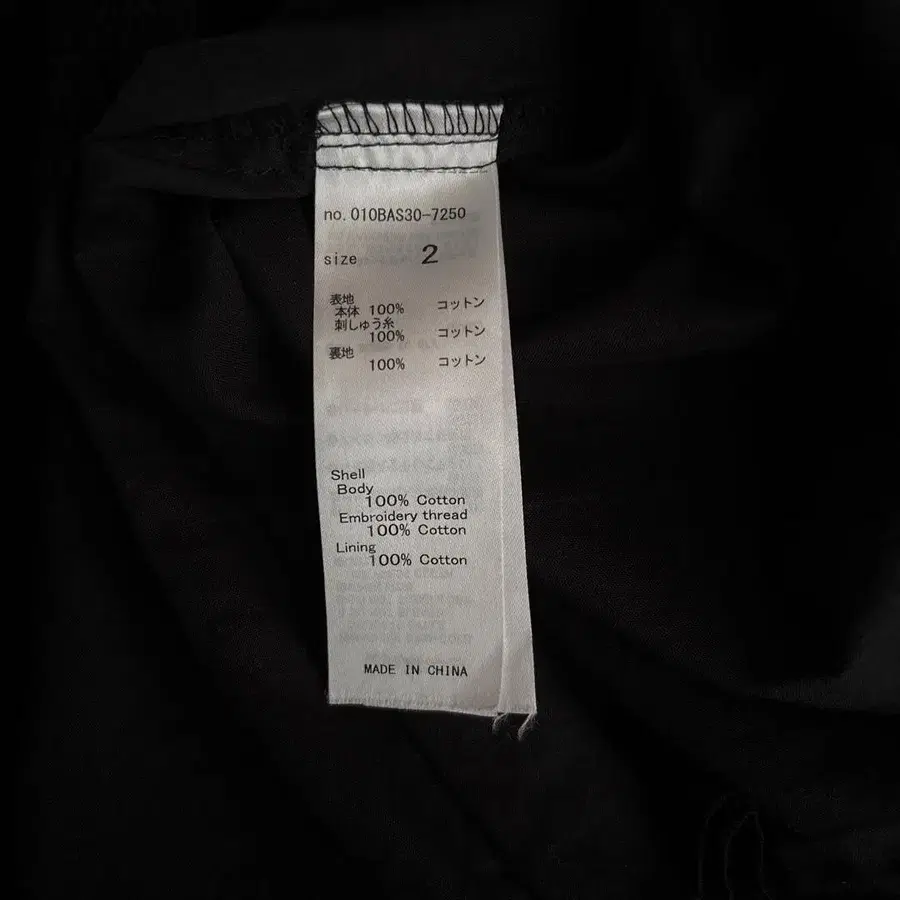 no. 010BAS30-7250
size 2
表地
本体 100% コットン
刺しゅう糸
100% コットン
裏地
100% コットン
Shell
Body
100% Cotton
Embroidery thread
100% Cotton
Lining
100% Cotton
MADE IN CHINA